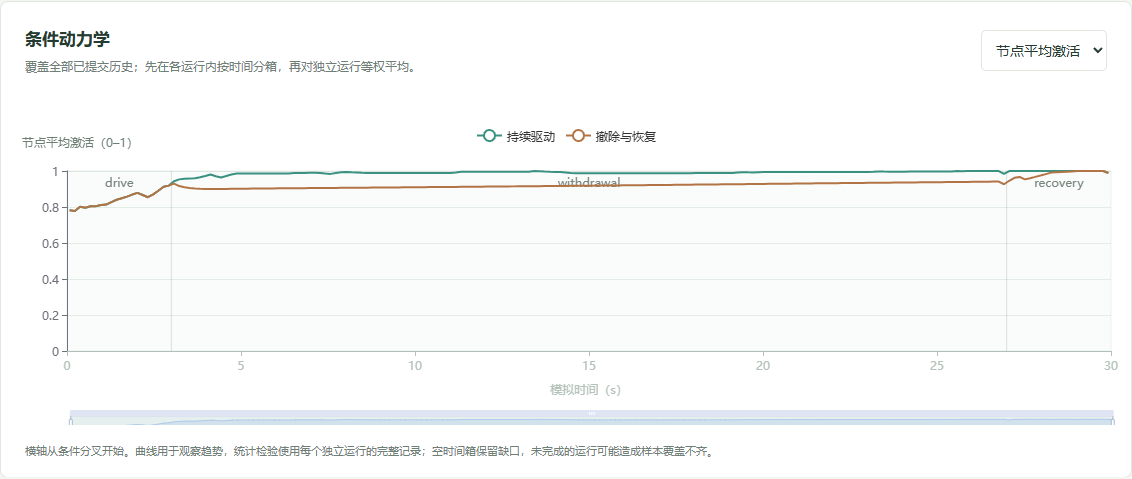 条件动力学
覆盖全部已提交历史；先在各运行内按时间分箱，再对独立运行等权平均。
节点平均激活
节点平均激活（0–1）
持续驱动
撤除与恢复
drive
withdrawal
recovery
1
0.8
0.6
0.4
0.2
0
0
5
10
15
20
25
30
模拟时间（s）
横轴从条件分叉开始。曲线用于观察趋势，统计检验使用每个独立运行的完整记录；空时间箱保留缺口，未完成的运行可能造成样本覆盖不齐。